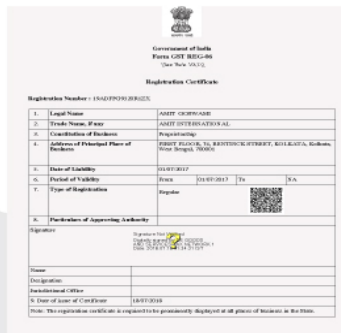 Government of India
Form GST REG-06
Registration Certificate
Registration Number :
1. Legal Name AMIT GOSWAMI
2. Trade Name, if any AMIT INTERNATIONAL
3. Constitution of Business Proprietorship
4. Address of Principal Place of Business FIRST FLOOR, BENTINCK STREET, KOLKATA, Kolkata,
West Bengal, 700001
5. Date of Liability 01/07/2017
6. Period of Validity From 01/07/2017 To NA
7. Type of Registration Regular
8. Particulars of Approving Authority
Signature
Signature Not Verified
Name
Designation
Jurisdictional Office
9. Date of issue of Certificate 18/07/2018
Note: The registration certificate is required to be prominently displayed at all places of business in the State.